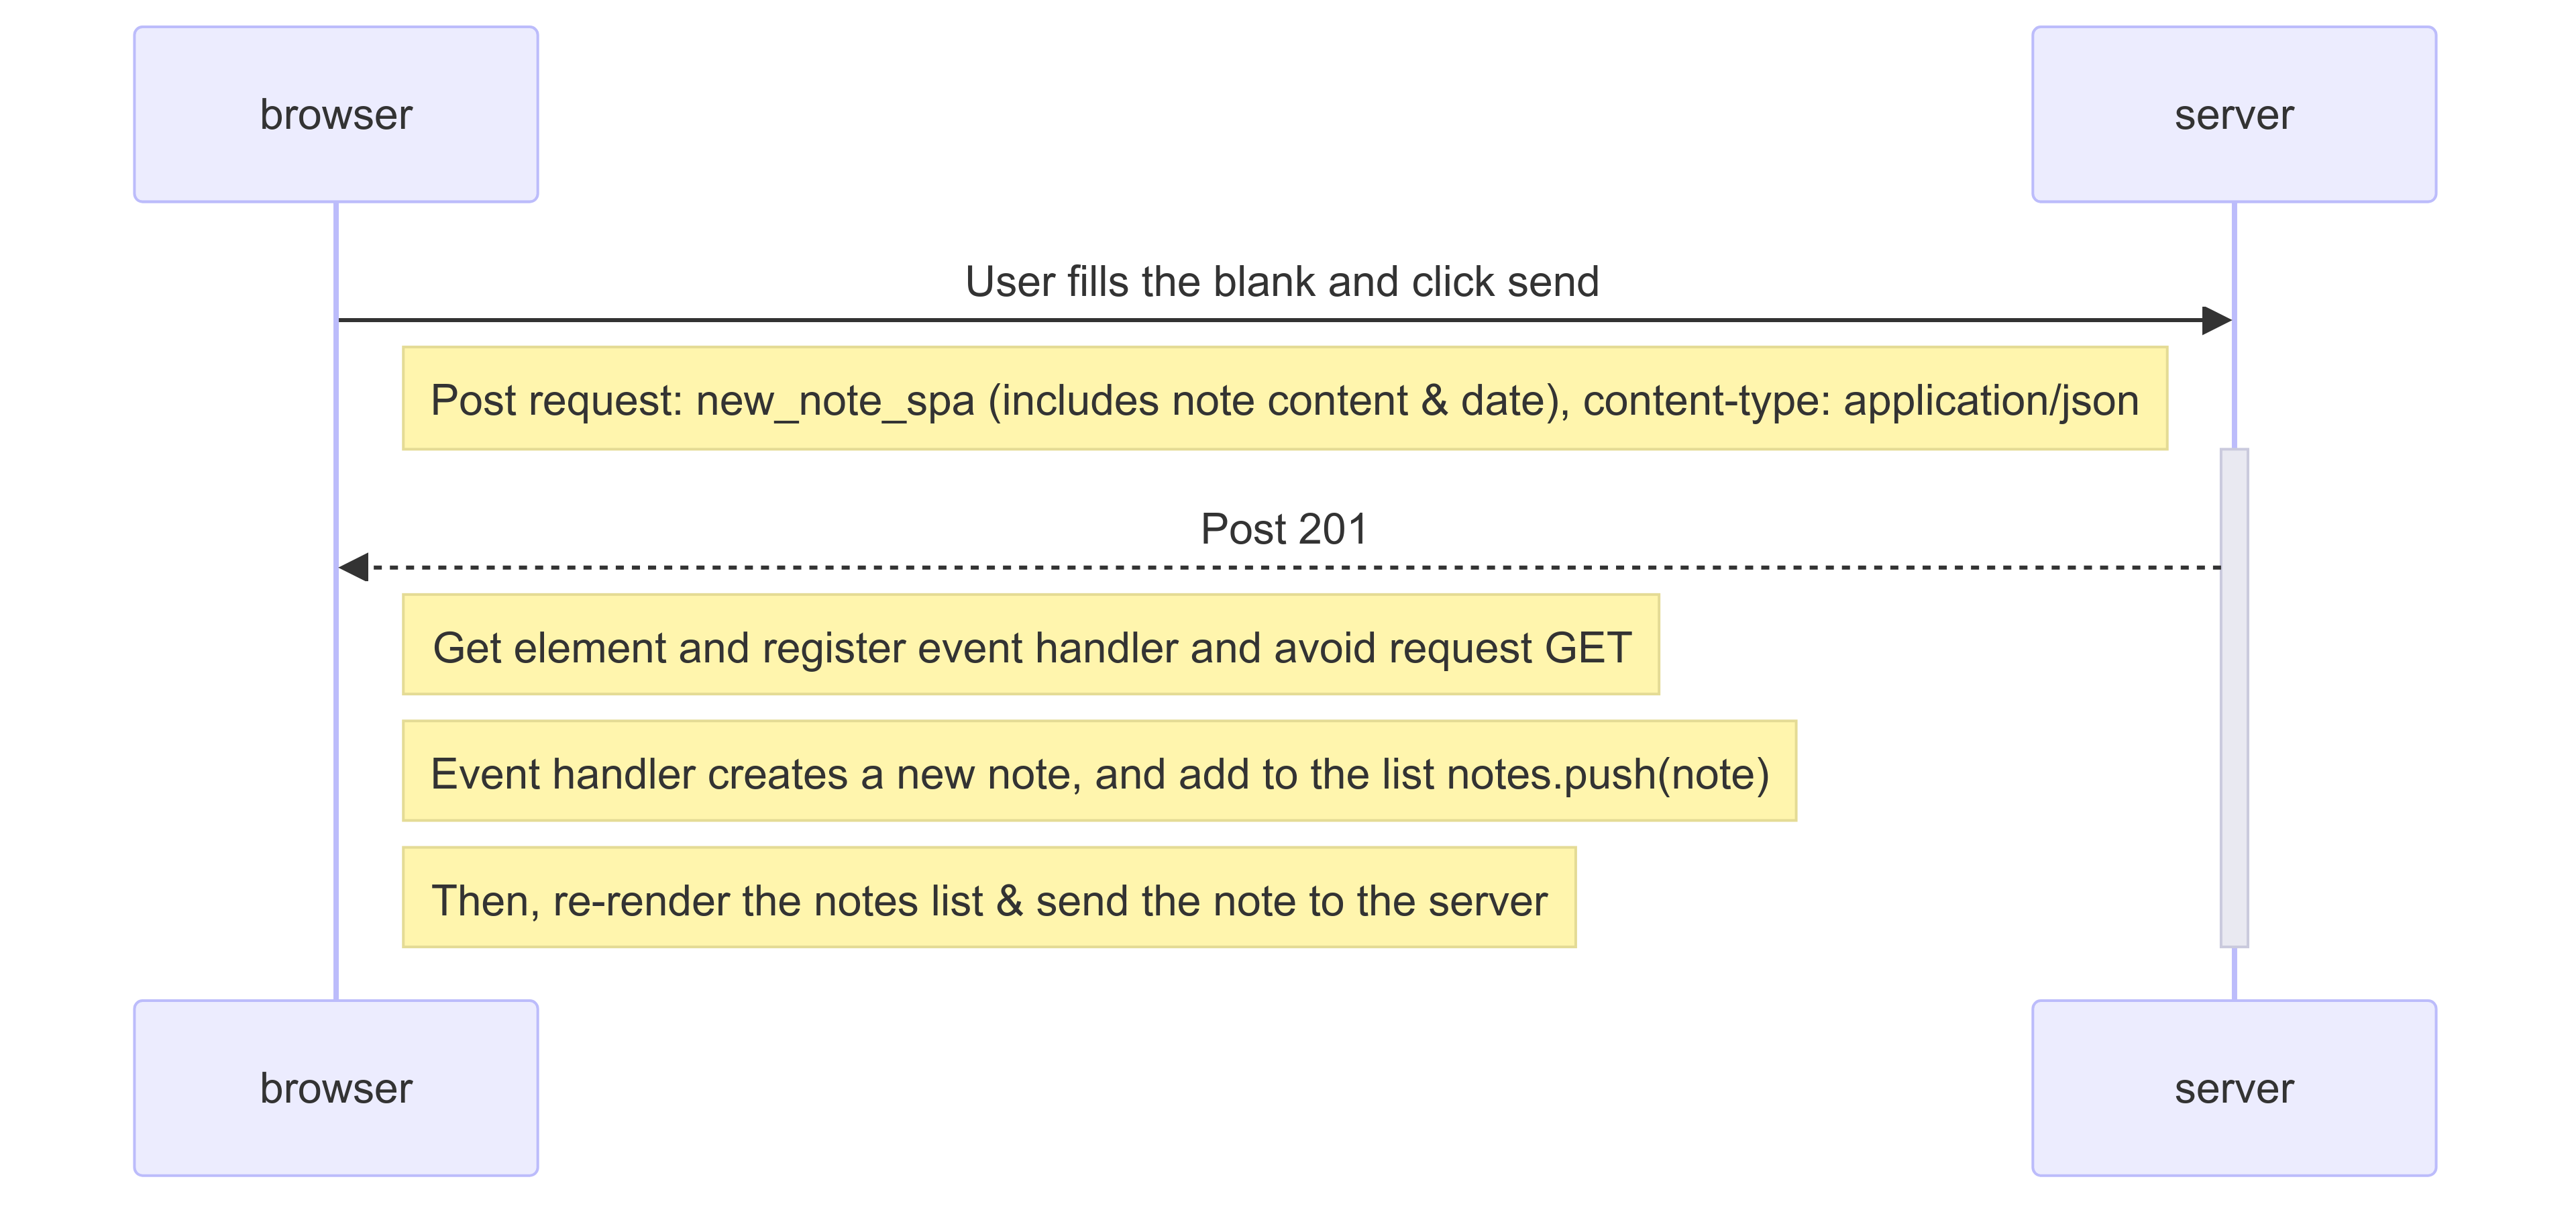 browser
server
User fills the blank and click send
Post request: new_note_spa (includes note content & date), content-type: application/json
Post 201
Get element and register event handler and avoid request GET
Event handler creates a new note, and add to the list notes.push(note)
Then, re-render the notes list & send the note to the server
browser
server